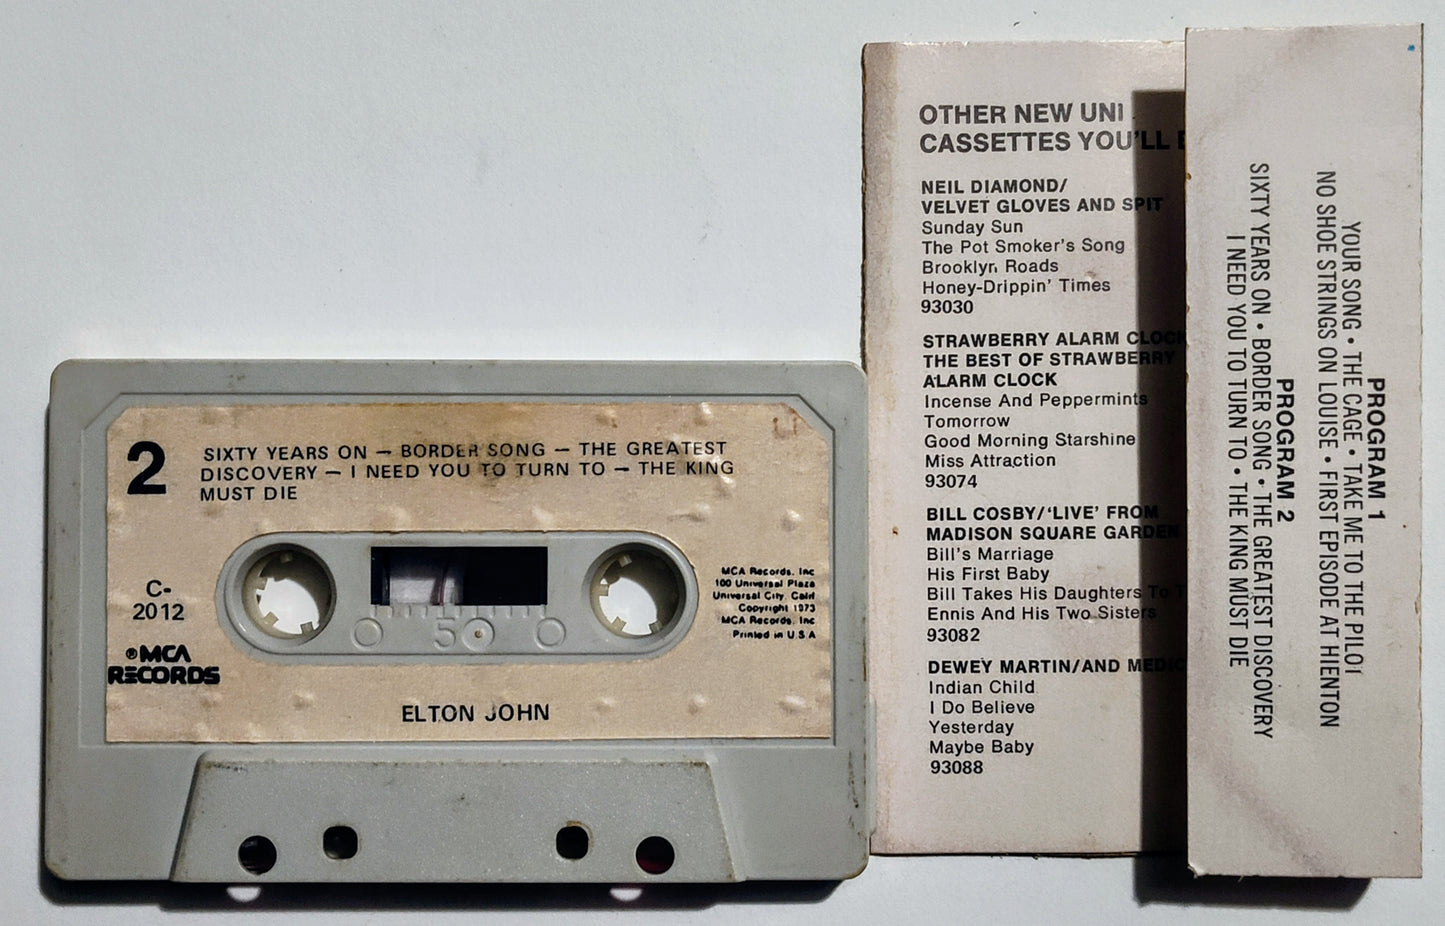 2
SIXTY YEARS ON — BORDER SONG — THE GREATEST
DISCOVERY — I NEED YOU TO TURN TO — THE KING
MUST DIE
C-
2012
®MCA
RECORDS
50
MCA Records, Inc
100 Universal Plaza
Universal City, Calif
Copyright 1973
MCA Records, Inc
Printed in U.S.A
ELTON JOHN
OTHER NEW UNI
CASSETTES YOU'LL
NEIL DIAMOND/
VELVET GLOVES AND SPIT
Sunday Sun
The Pot Smoker's Song
Brooklyn Roads
Honey-Drippin' Times
93030
STRAWBERRY ALARM CLOCK
THE BEST OF STRAWBERRY
ALARM CLOCK
Incense And Peppermints
Tomorrow
Good Morning Starshine
Miss Attraction
93074
BILL COSBY/'LIVE' FROM
MADISON SQUARE GARDEN
Bill's Marriage
His First Baby
Bill Takes His Daughters To
Ennis And His Two Sisters
93082
DEWEY MARTIN/AND
Indian Child
I Do Believe
Yesterday
Maybe Baby
93088
PROGRAM 1
YOUR SONG • THE CAGE • TAKE ME TO THE PILOT
NO SHOE STRINGS ON LOUISE • FIRST EPISODE AT HIENTON
PROGRAM 2
SIXTY YEARS ON • BORDER SONG • THE GREATEST DISCOVERY
I NEED YOU TO TURN TO • THE KING MUST DIE